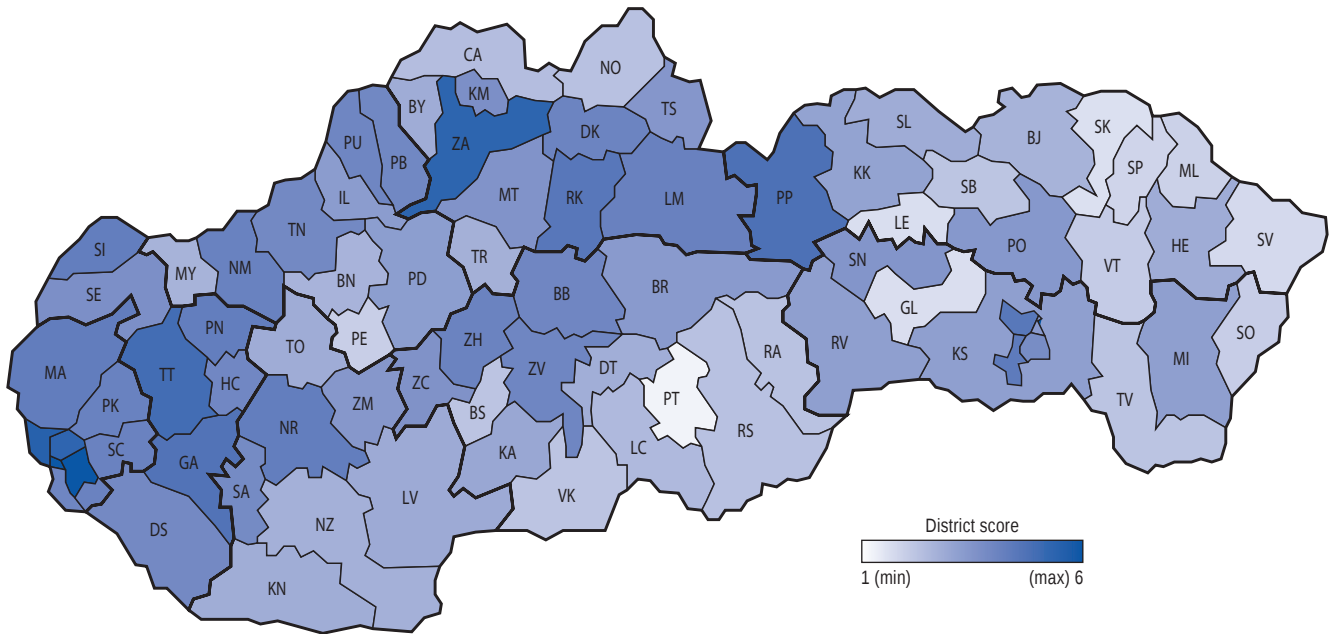 CA
NO
KM
BY
TS
PU
ZA
DK
SL
BJ
SK
PB
SP
ML
KK
LM
SB
IL
MT
RK
PP
LE
TN
PO
HE
SV
SI
TR
SN
VT
MY
NM
BN
PD
BR
SE
BB
GL
PN
PE
ZH
SO
TO
RV
KS
RA
MI
MA
TT
HC
ZC
ZV
DT
PK
ZM
BS
PT
TV
NR
RS
SC
GA
KA
LC
SA
LV
VK
NZ
DS
KN
District score
1 (min)
(max) 6